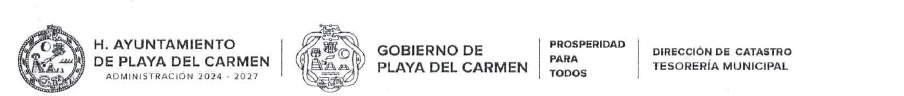 H. AYUNTAMIENTO
DE PLAYA DEL CARMEN
ADMINISTRACIÓN 2024 - 2027
GOBIERNO DE
PLAYA DEL CARMEN
PROSPERIDAD
PARA
TODOS
DIRECCIÓN DE CATASTRO
TESORERÍA MUNICIPAL